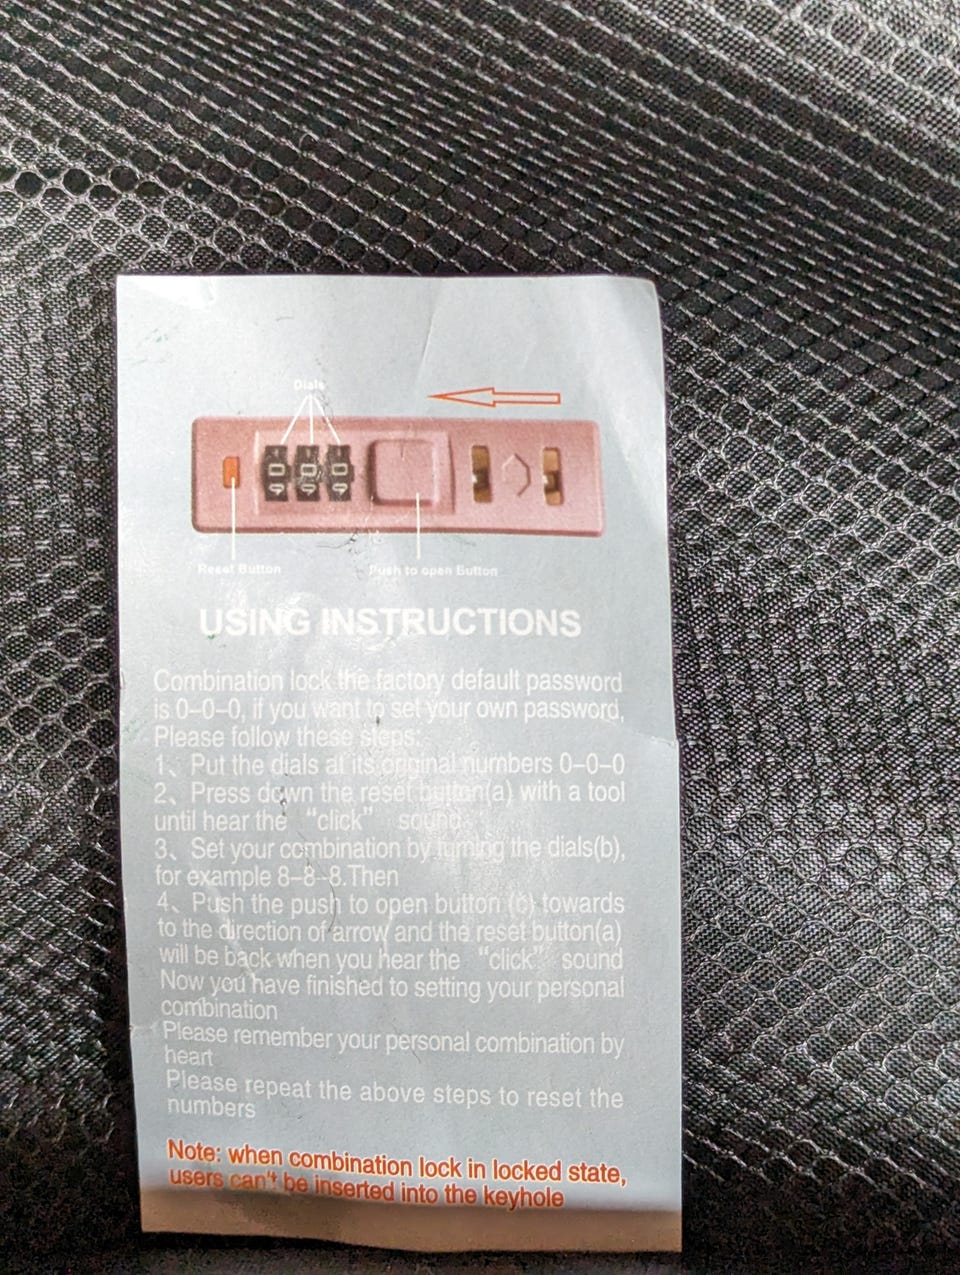 Dials
0 0 0
Reset Button
Push to open Button
USING INSTRUCTIONS
Combination lock the factory default password
is 0–0–0, if you want to set your own password,
Please follow these steps:
1、Put the dials at its original numbers 0–0–0
2、Press down the reset button(a) with a tool
until hear the “click” sound
3、Set your combination by turning the dials(b),
for example 8–8–8.Then
4、Push the push to open button (c) towards
to the direction of arrow and the reset button(a)
will be back when you hear the “click” sound
Now you have finished to setting your personal
combination
Please remember your personal combination by
heart
Please repeat the above steps to reset the
numbers
Note: when combination lock in locked state,
users can't be inserted into the keyhole